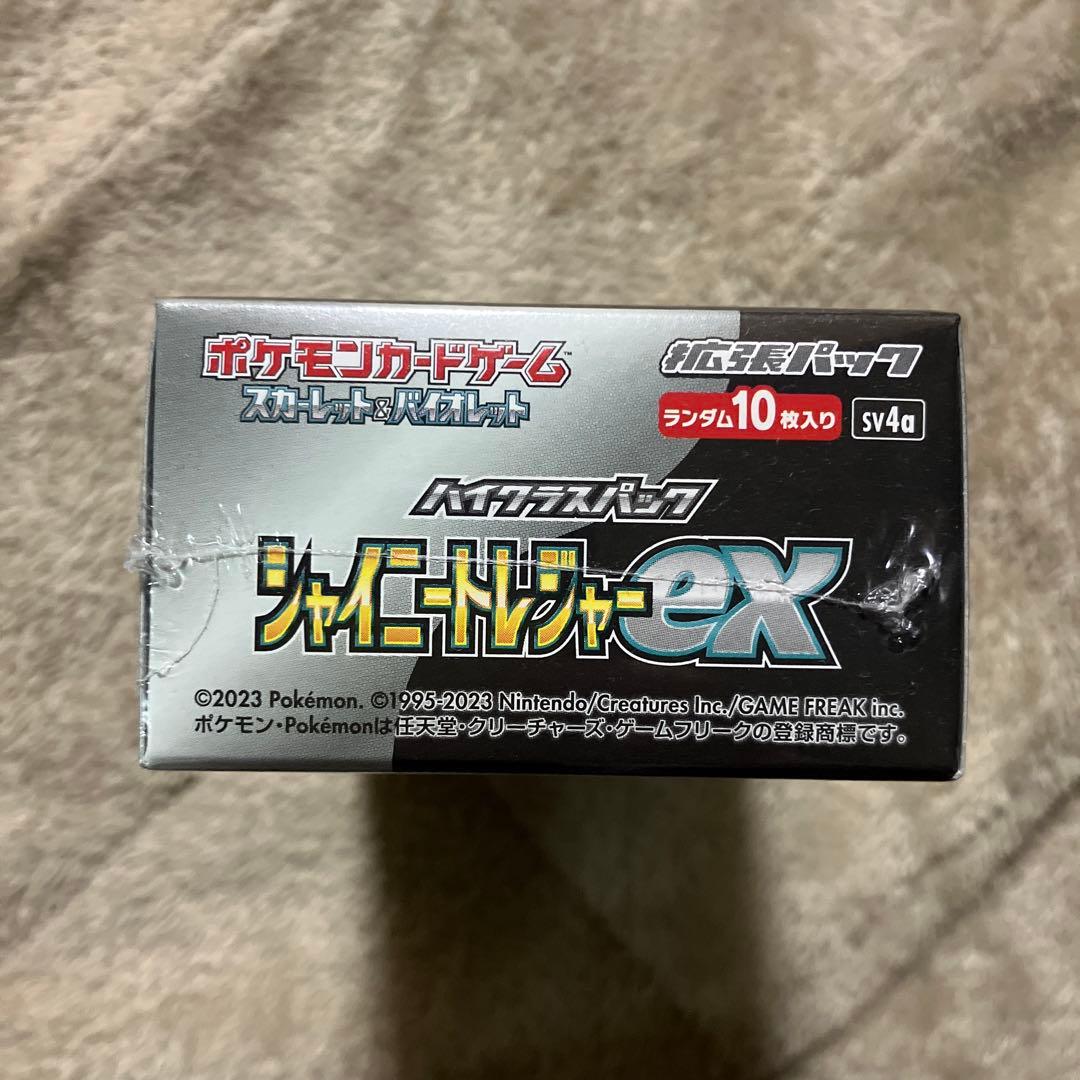 ポケモンカードゲーム™
スカーレット&バイオレット
拡張パック
ランダム10枚入り sv4a
ハイクラスパック
シャイニートレジャーex
©2023 Pokémon. ©1995-2023 Nintendo/Creatures Inc./GAME FREAK inc.
ポケモン・Pokémonは任天堂・クリーチャーズ・ゲームフリークの登録商標です。